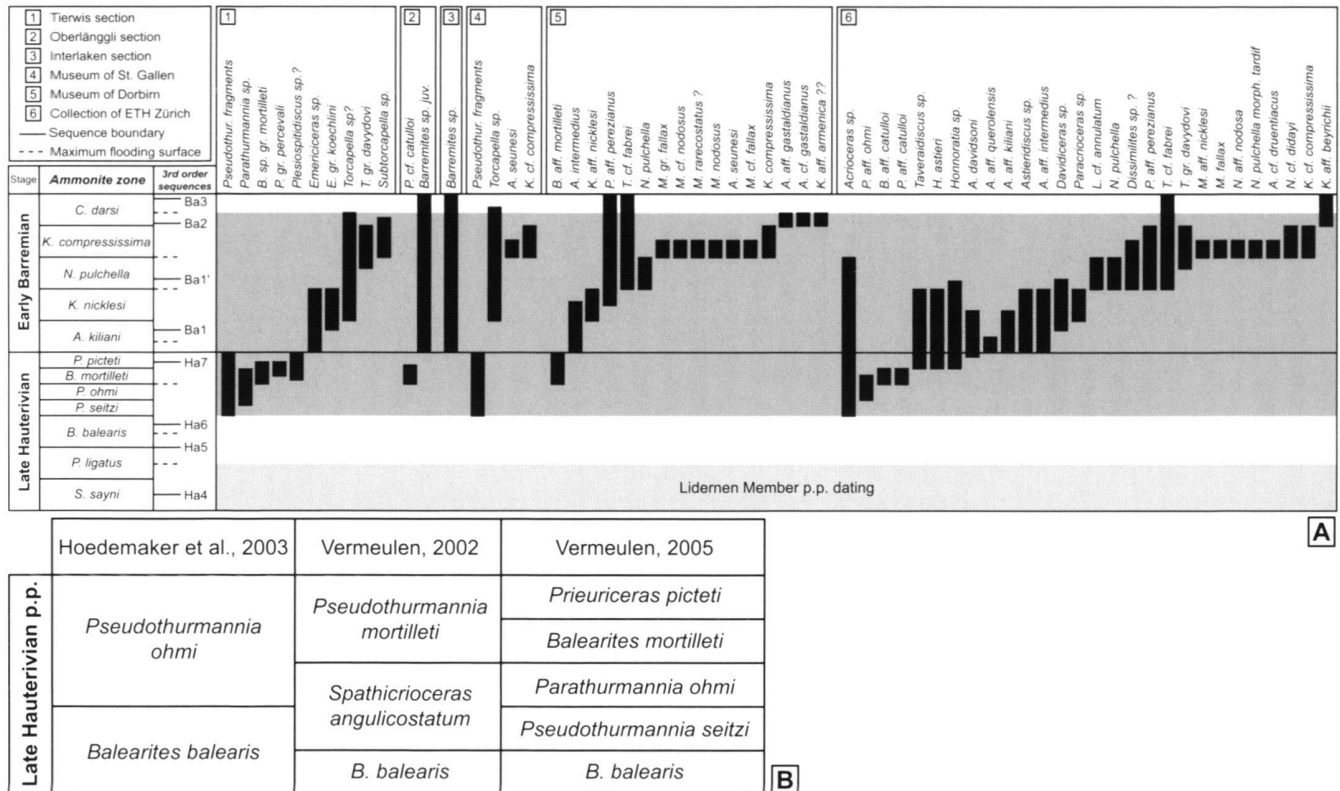 1 Tierwis section
2 Oberlänggli section
3 Interlaken section
4 Museum of St. Gallen
5 Museum of Dorbirn
6 Collection of ETH Zürich
Sequence boundary
Maximum flooding surface
Stage
Ammonite zone
3rd order
sequences
1
Pseudothur. fragments
Parathurmannia sp.
B. sp. gr. mortilleti
P. gr. percevali
Plesiospitidiscus sp.?
Emericiceras sp.
E. gr. koechlini
Torcapella sp?
T. gr. davydovi
Subtorcapella sp.
2
P. cf. catulloi
Barremites sp. juv.
3
Barremites sp.
4
Pseudothur. fragments
Torcapella sp.
A. seunesi
K. cf. compressissima
5
B. aff. mortilleti
A. intermedius
K. aff. nicklesi
P. aff. perezianus
T. cf. fabrei
N. pulchella
M. gr. fallax
M. cf. nodosus
M. rarecostatus ?
M. nodosus
A. seunesi
M. cf. fallax
K. compressissima
A. aff. gastaldianus
A. cf. gastaldianus
K. aff. armenica ??
6
Acrioceras sp.
P. aff. ohmi
B. aff. catulloi
P. aff. catulloi
Taveraidiscus sp.
H. astieri
Honnoratia sp.
A. davidsoni
A. aff. querolensis
A. aff. kiliani
Astieridiscus sp.
A. aff. intermedius
Davidiceras sp.
Paracrioceras sp.
L. cf. annulatum
N. pulchella
Dissimilites sp. ?
P. aff. perezianus
T. cf. fabrei
T. gr. davydovi
M. aff. nicklesi
M. fallax
N. aff. nodosa
N. pulchella morph. tardif
A. cf. druentiacus
N. cf. didayi
K. cf. compressissima
K. aff. beyrichii
Early Barremian
C. darsi
K. compressissima
N. pulchella
K. nicklesi
A. kiliani
Ba3
Ba2
Ba1'
Ba1
Late Hauterivian
P. picteti
B. mortilleti
P. ohmi
P. seitzi
B. balearis
P. ligatus
S. sayni
Ha7
Ha6
Ha5
Ha4
Lidernen Member p.p. dating
A
Hoedemaker et al., 2003
Vermeulen, 2002
Vermeulen, 2005
Late Hauterivian p.p.
Pseudothurmannia
ohmi
Balearites balearis
Pseudothurmannia
mortilleti
Spathicrioceras
angulicostatum
B. balearis
Prieuriceras picteti
Balearites mortilleti
Parathurmannia ohmi
Pseudothurmannia seitzi
B. balearis
B